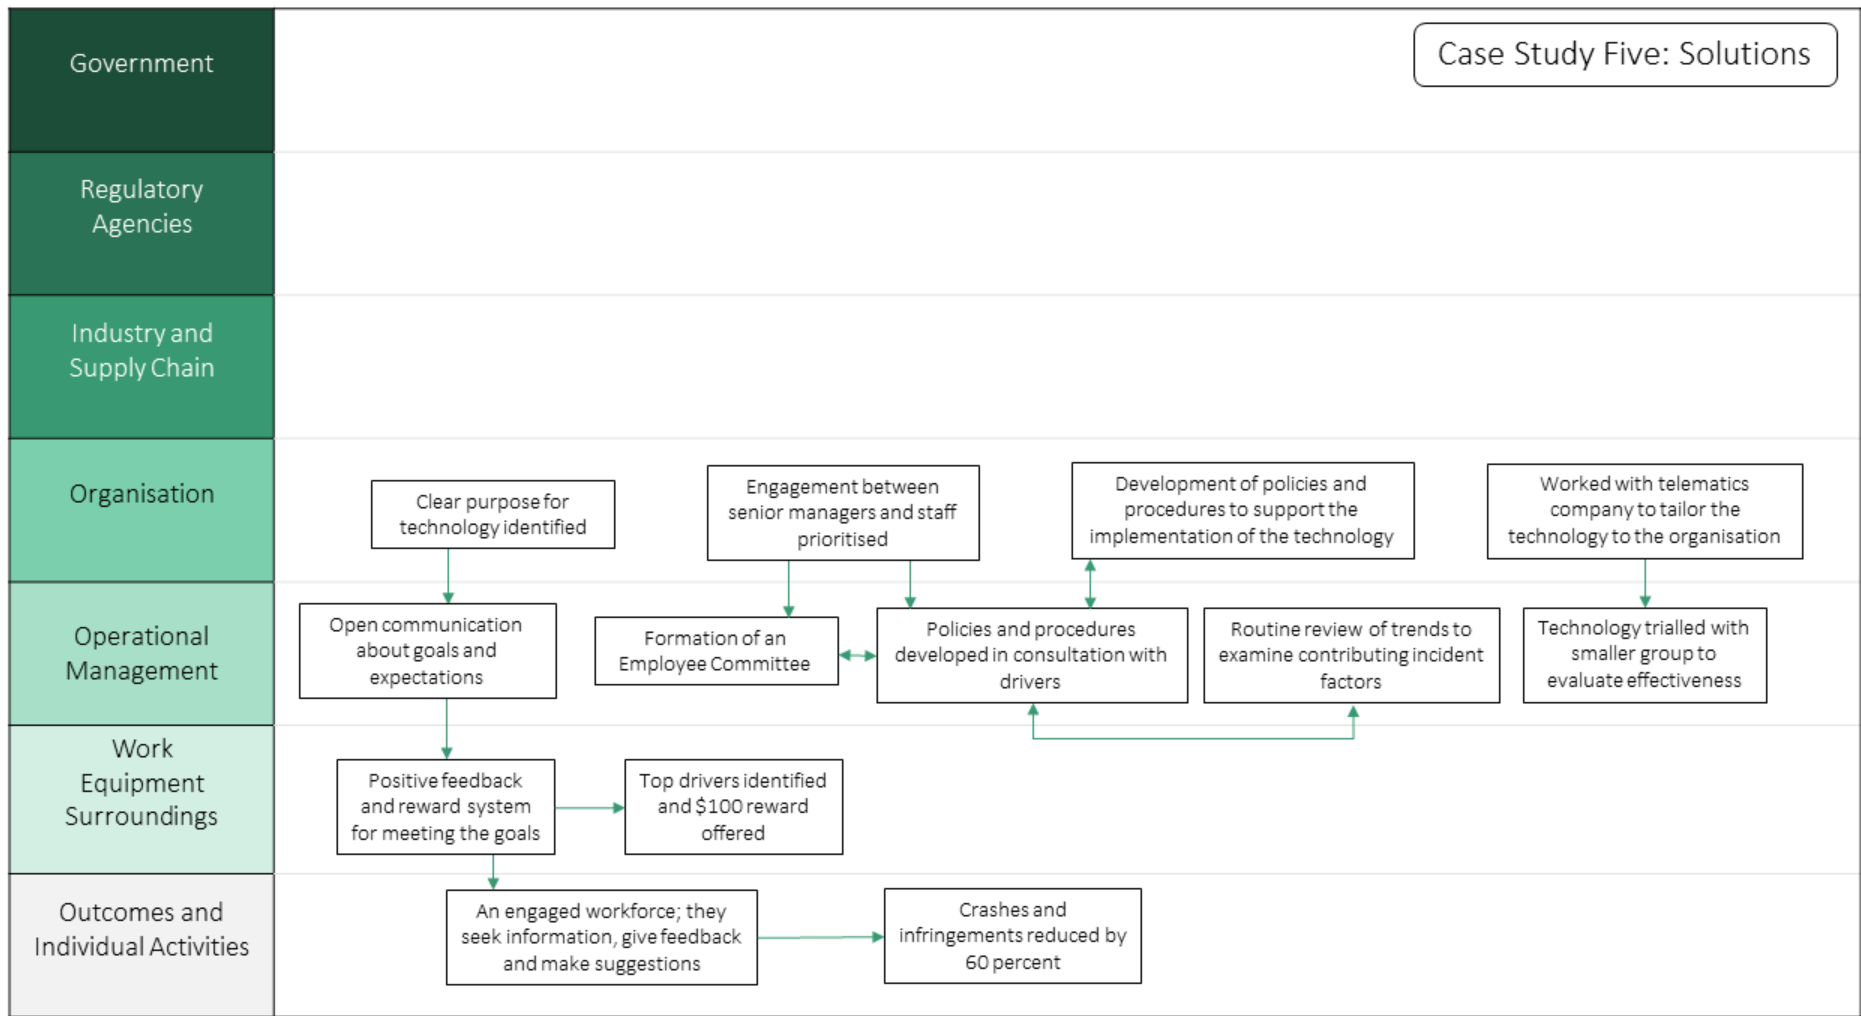 Case Study Five: Solutions
Government
Regulatory
Agencies
Industry and
Supply Chain
Organisation
Clear purpose for
technology identified
Engagement between
senior managers and staff
prioritised
Development of policies and
procedures to support the
implementation of the technology
Worked with telematics
company to tailor the
technology to the organisation
Operational
Management
Open communication
about goals and
expectations
Formation of an
Employee Committee
Policies and procedures
developed in consultation with
drivers
Routine review of trends to
examine contributing incident
factors
Technology trialled with
smaller group to
evaluate effectiveness
Work
Equipment
Surroundings
Positive feedback
and reward system
for meeting the goals
Top drivers identified
and $100 reward
offered
Outcomes and
Individual Activities
An engaged workforce; they
seek information, give feedback
and make suggestions
Crashes and
infringements reduced by
60 percent